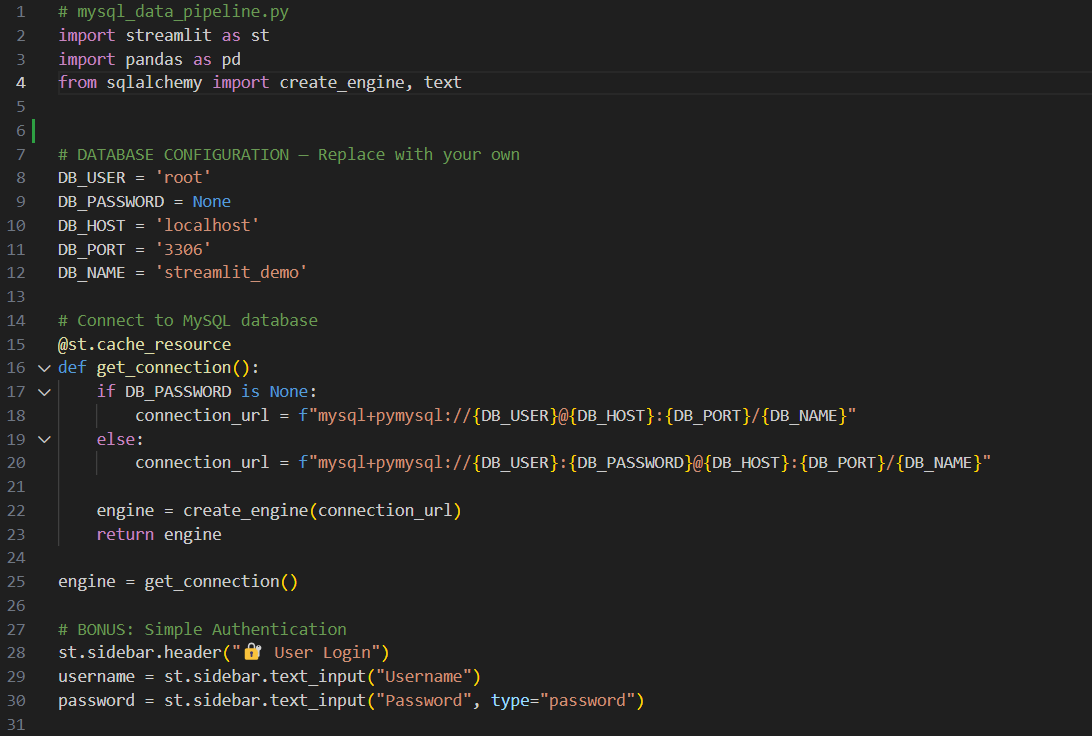 1 # mysql_data_pipeline.py
2 import streamlit as st
3 import pandas as pd
4 from sqlalchemy import create_engine, text
5
6
7 # DATABASE CONFIGURATION — Replace with your own
8 DB_USER = 'root'
9 DB_PASSWORD = None
10 DB_HOST = 'localhost'
11 DB_PORT = '3306'
12 DB_NAME = 'streamlit_demo'
13
14 # Connect to MySQL database
15 @st.cache_resource
16 def get_connection():
17     if DB_PASSWORD is None:
18         connection_url = f"mysql+pymysql://{DB_USER}@{DB_HOST}:{DB_PORT}/{DB_NAME}"
19     else:
20         connection_url = f"mysql+pymysql://{DB_USER}:{DB_PASSWORD}@{DB_HOST}:{DB_PORT}/{DB_NAME}"
21
22     engine = create_engine(connection_url)
23     return engine
24
25 engine = get_connection()
26
27 # BONUS: Simple Authentication
28 st.sidebar.header("🔐 User Login")
29 username = st.sidebar.text_input("Username")
30 password = st.sidebar.text_input("Password", type="password")
31